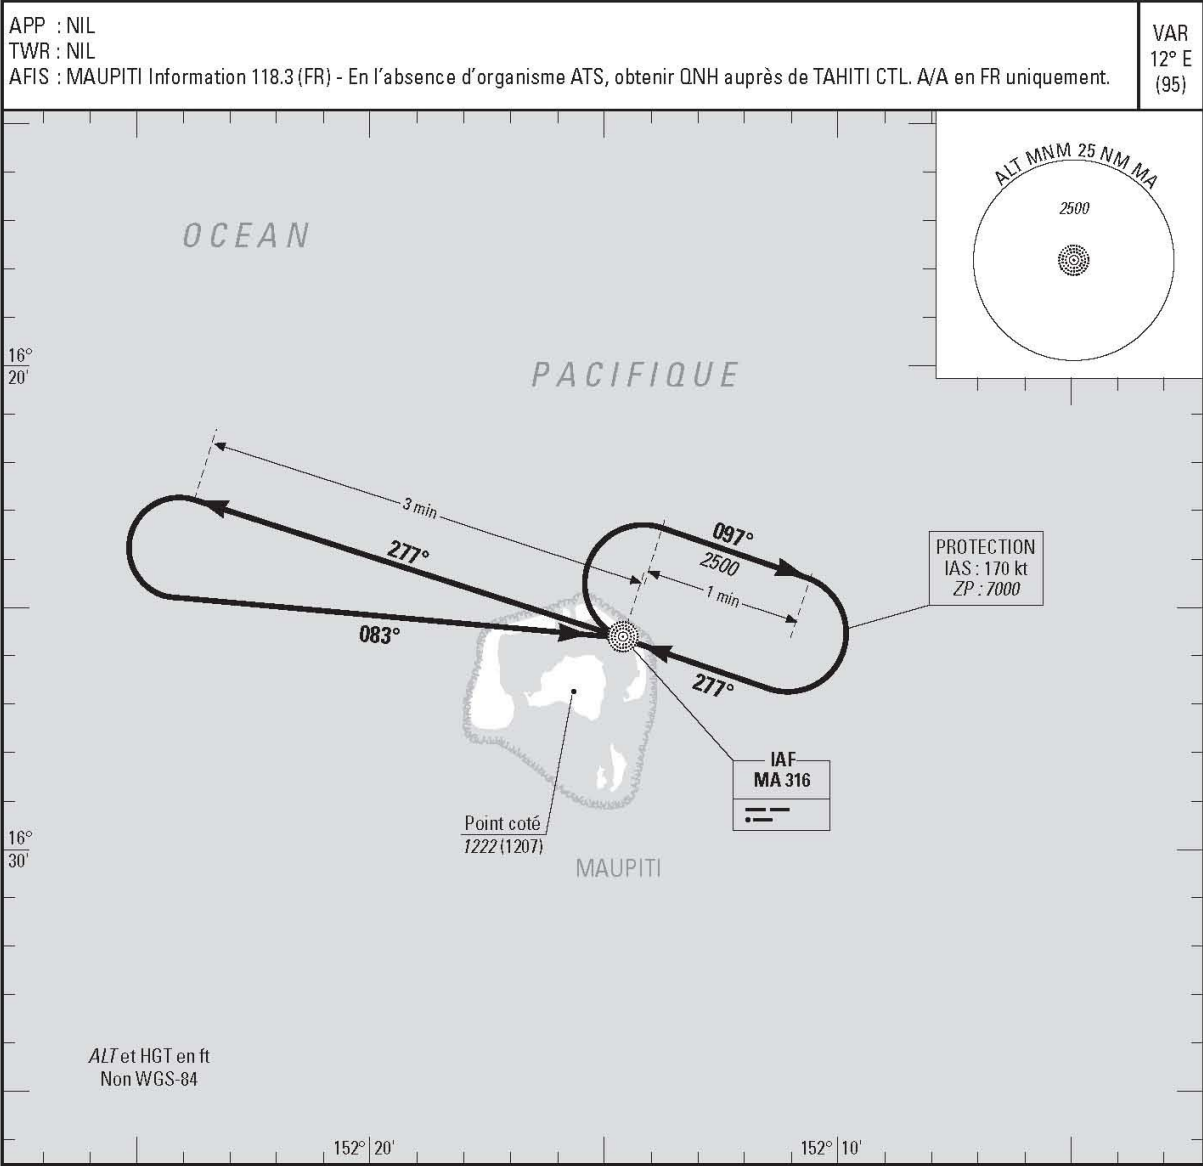 APP : NIL
TWR : NIL
AFIS : MAUPITI Information 118.3 (FR) - En l'absence d'organisme ATS, obtenir QNH auprès de TAHITI CTL. A/A en FR uniquement.
VAR
12° E
(95)
ALT MNM 25 NM MA
2500
OCEAN
PACIFIQUE
16°
20'
3 min
277°
083°
097°
2500
1 min
277°
PROTECTION
IAS : 170 kt
ZP : 7000
IAF
MA 316
Point coté
1222 (1207)
MAUPITI
16°
30'
ALT et HGT en ft
Non WGS-84
152° 20'
152° 10'